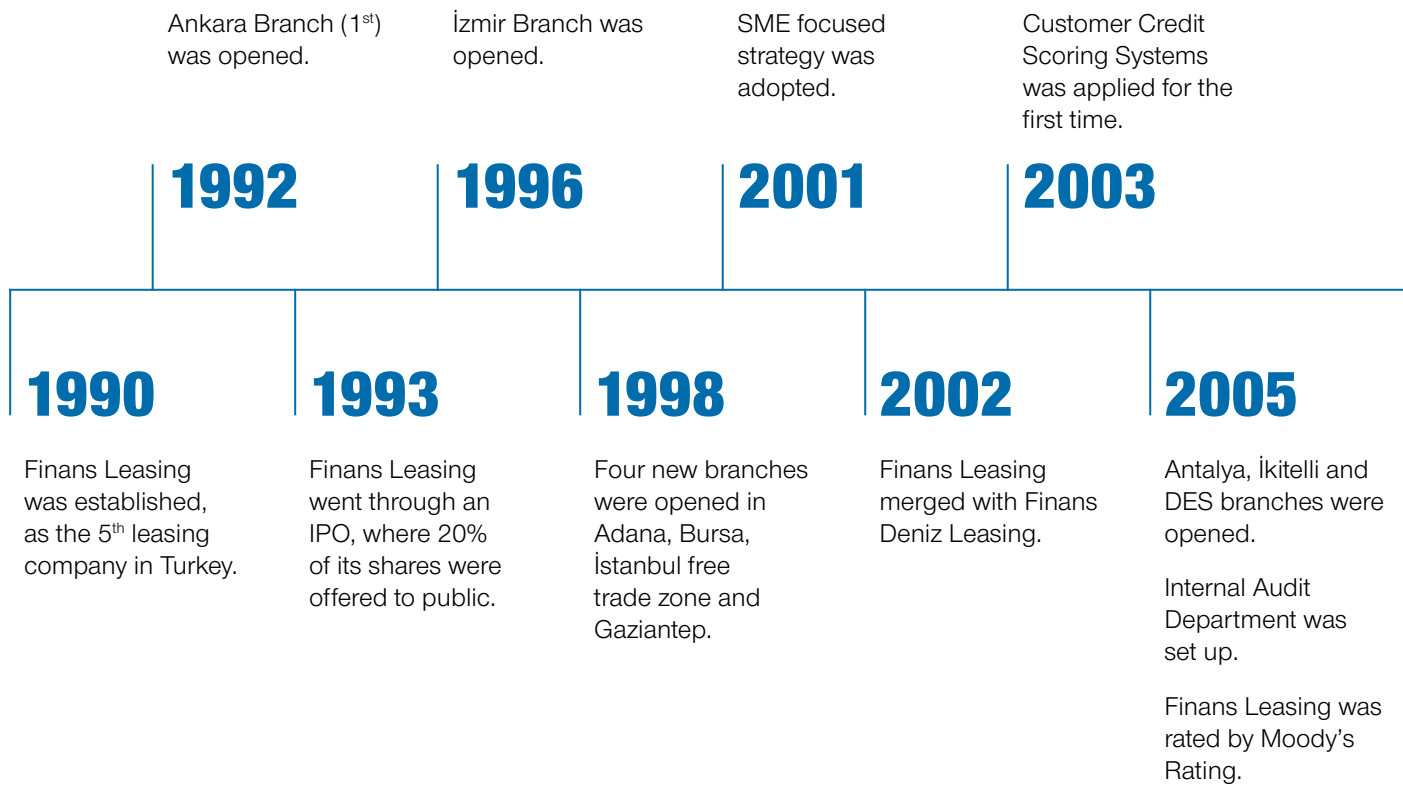 Ankara Branch (1st)
was opened.
İzmir Branch was
opened.
SME focused
strategy was
adopted.
Customer Credit
Scoring Systems
was applied for the
first time.
1992
1996
2001
2003
1990
1993
1998
2002
2005
Finans Leasing
was established,
as the 5th leasing
company in Turkey.
Finans Leasing
went through an
IPO, where 20%
of its shares were
offered to public.
Four new branches
were opened in
Adana, Bursa,
İstanbul free
trade zone and
Gaziantep.
Finans Leasing
merged with Finans
Deniz Leasing.
Antalya, İkitelli and
DES branches were
opened.
Internal Audit
Department was
set up.
Finans Leasing was
rated by Moody’s
Rating.